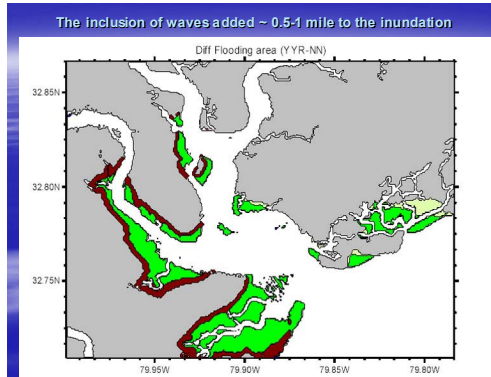 The inclusion of waves added ~ 0.5-1 mile to the inundation
Diff Flooding area (YYR-NN)
32.85N
32.80N
32.75N
79.95W
79.90W
79.85W
79.80W